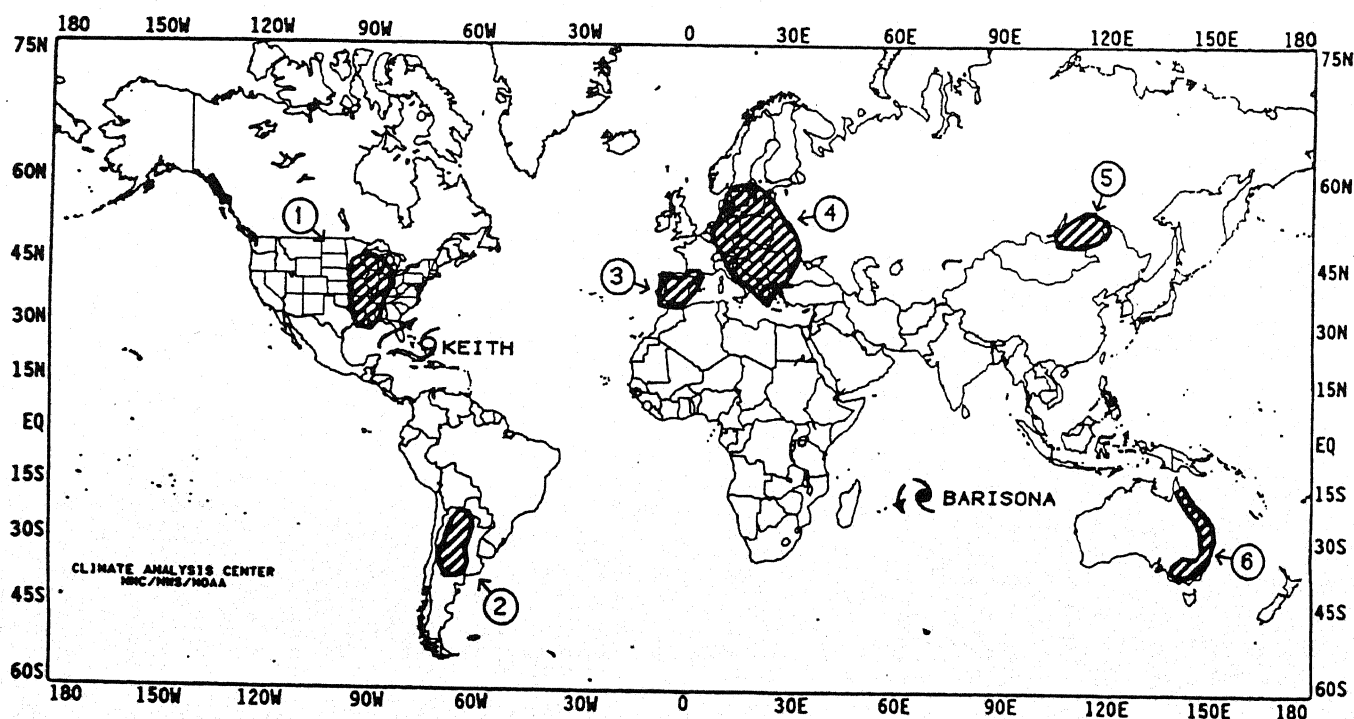 180 150W 120W 90W 60W 30W 0 30E 60E 90E 120E 150E 180
75N 75N
60N 60N
5
1
4
45N 45N
3
30N 30N
KEITH
15N 15N
EQ EQ
15S 15S
BARISONA
30S 30S
6
CLIMATE ANALYSIS CENTER
NMC/NWS/NOAA
45S 45S
2
60S 60S
180 150W 120W 90W 60W 30W 0 30E 60E 90E 120E 150E 180